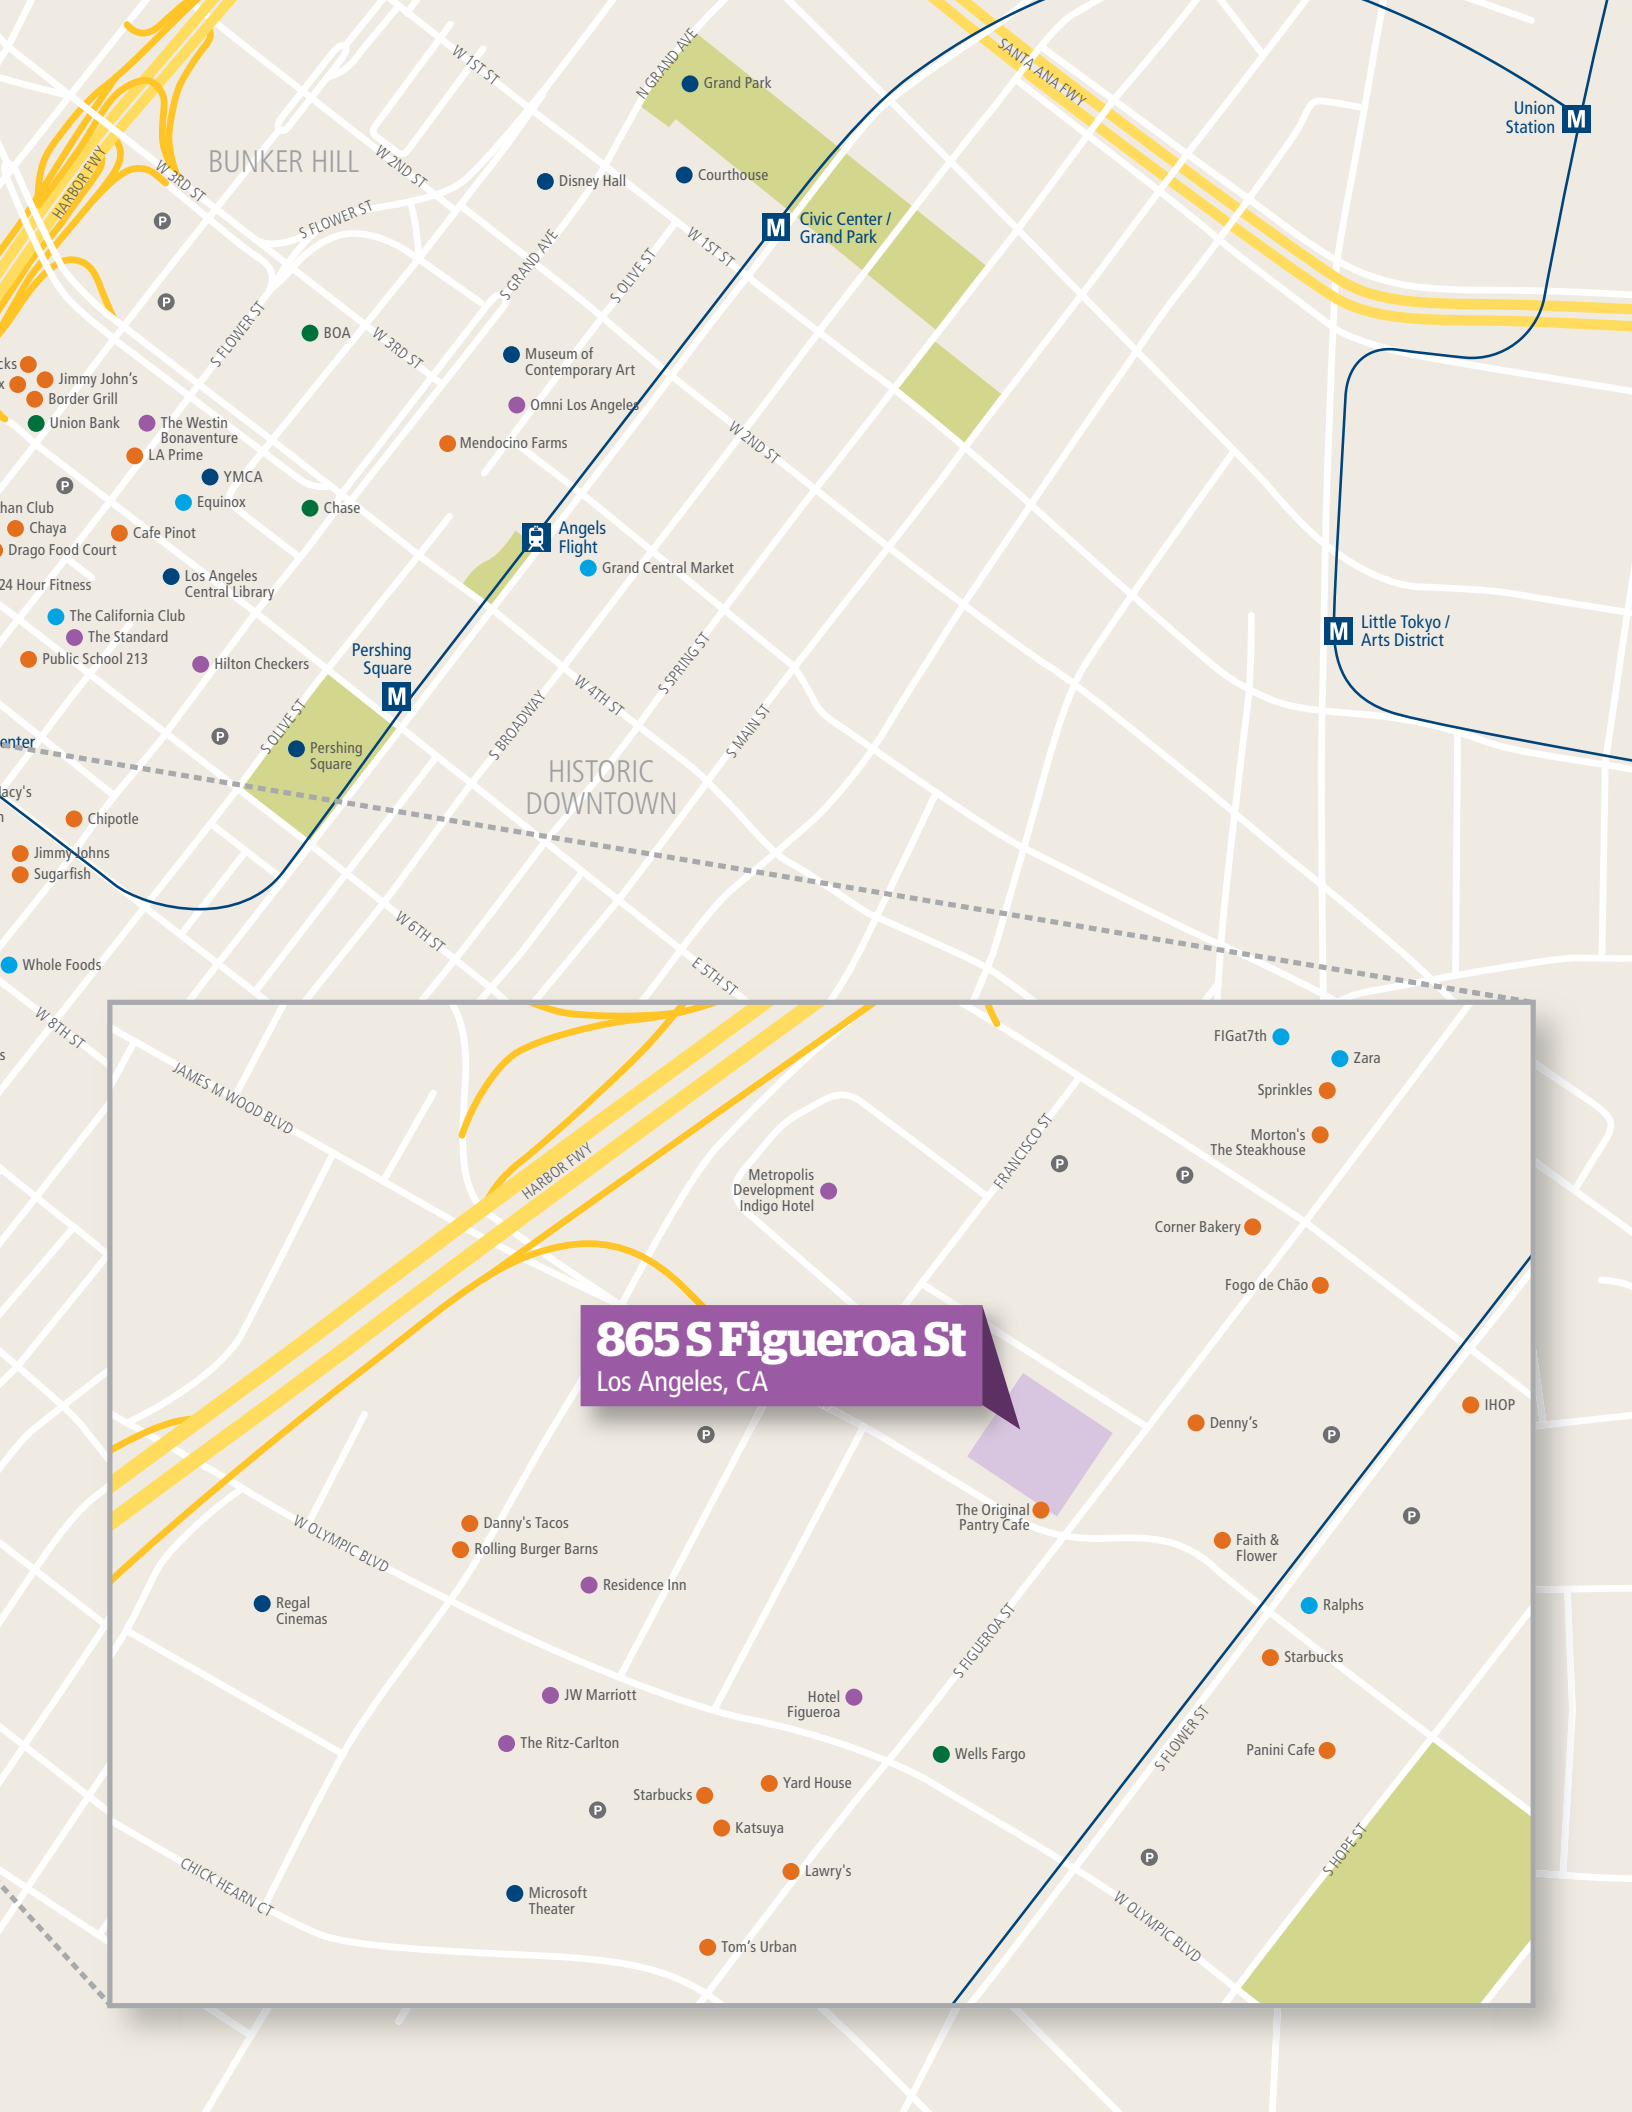 W 1ST ST
N GRAND AVE
Grand Park
SANTA ANA FWY
Union
Station
M
HARBOR FWY
W 3RD ST
BUNKER HILL
W 2ND ST
Disney Hall
Courthouse
S FLOWER ST
P
M
Civic Center /
Grand Park
W 1ST ST
S GRAND AVE
S OLIVE ST
P
S FLOWER ST
BOA
W 3RD ST
Museum of
Contemporary Art
cks
x
Jimmy John's
Border Grill
Omni Los Angeles
Union Bank
The Westin
Bonaventure
Mendocino Farms
W 2ND ST
LA Prime
YMCA
P
Equinox
Chase
han Club
Chaya
Cafe Pinot
Drago Food Court
Angels
Flight
Grand Central Market
24 Hour Fitness
Los Angeles
Central Library
The California Club
The Standard
Public School 213
Hilton Checkers
Pershing
Square
M
M
Little Tokyo /
Arts District
S SPRING ST
W 4TH ST
S BROADWAY
S MAIN ST
S OLIVE ST
P
enter
Pershing
Square
HISTORIC
DOWNTOWN
acy's
n
Chipotle
Jimmy Johns
Sugarfish
W 6TH ST
E 5TH ST
Whole Foods
W 8TH ST
s
JAMES M WOOD BLVD
FIGat7th
Zara
Sprinkles
Morton's
The Steakhouse
FRANCISCO ST
P
P
HARBOR FWY
Metropolis
Development
Indigo Hotel
Corner Bakery
Fogo de Chão
865 S Figueroa St
Los Angeles, CA
IHOP
Denny's
P
P
P
The Original
Pantry Cafe
W OLYMPIC BLVD
Danny's Tacos
Rolling Burger Barns
Faith &
Flower
Residence Inn
Regal
Cinemas
Ralphs
S FIGUEROA ST
Starbucks
JW Marriott
Hotel
Figueroa
The Ritz-Carlton
Wells Fargo
S FLOWER ST
Panini Cafe
Yard House
Starbucks
P
Katsuya
S HOPE ST
P
Lawry's
CHICK HEARN CT
Microsoft
Theater
W OLYMPIC BLVD
Tom's Urban